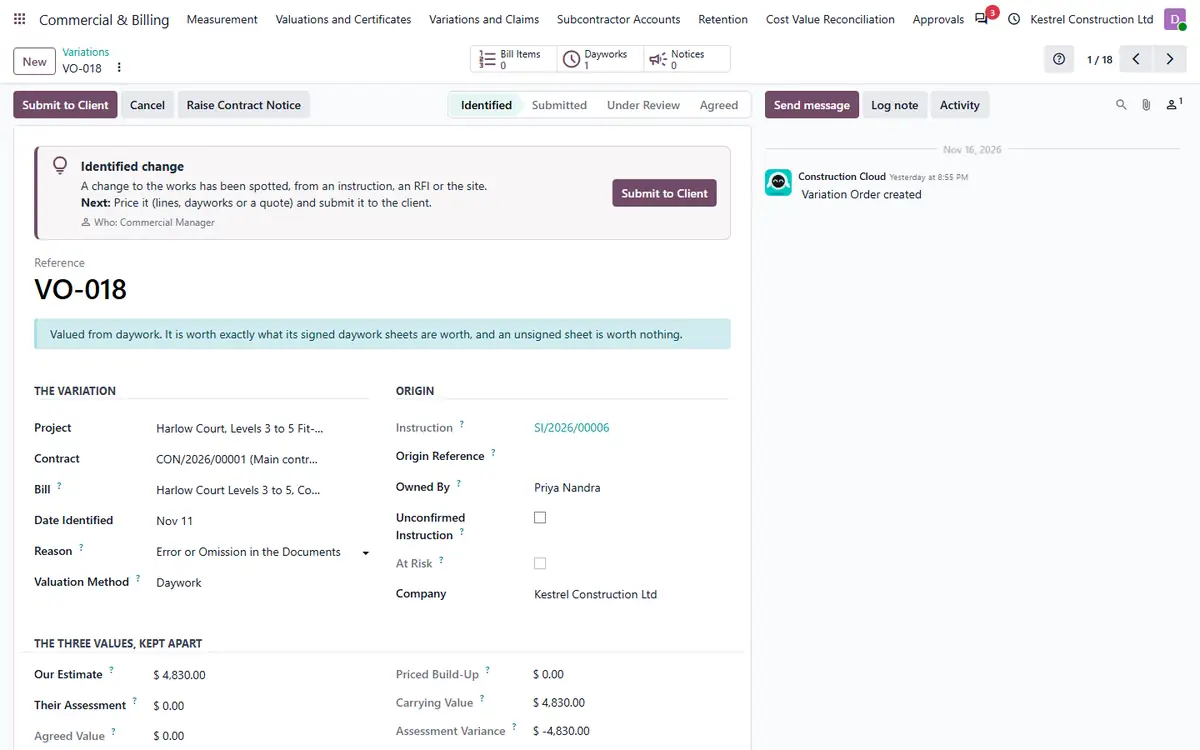 Commercial & Billing Measurement Valuations and Certificates Variations and Claims Subcontractor Accounts Retention Cost Value Reconciliation Approvals 3 Kestrel Construction Ltd D
New Variations
VO-018
Bill Items 0 Dayworks 1 Notices 0
1 / 18
Submit to Client Cancel Raise Contract Notice Identified Submitted Under Review Agreed Send message Log note Activity 1
Identified change
A change to the works has been spotted, from an instruction, an RFI or the site.
Next: Price it (lines, dayworks or a quote) and submit it to the client.
Who: Commercial Manager
Submit to Client
Nov 16, 2026
Construction Cloud Yesterday at 8:55 PM
Variation Order created
Reference
VO-018
Valued from daywork. It is worth exactly what its signed daywork sheets are worth, and an unsigned sheet is worth nothing.
THE VARIATION
Project Harlow Court, Levels 3 to 5 Fit-...
Contract CON/2026/00001 (Main contr...
Bill ? Harlow Court Levels 3 to 5, Co...
Date Identified Nov 11
Reason ? Error or Omission in the Documents
Valuation Method ? Daywork
ORIGIN
Instruction ? SI/2026/00006
Origin Reference ?
Owned By ? Priya Nandra
Unconfirmed
Instruction ?
At Risk ?
Company Kestrel Construction Ltd
THE THREE VALUES, KEPT APART
Our Estimate ? $ 4,830.00
Their Assessment ? $ 0.00
Agreed Value ? $ 0.00
Priced Build-Up ? $ 0.00
Carrying Value ? $ 4,830.00
Assessment Variance ? $ -4,830.00